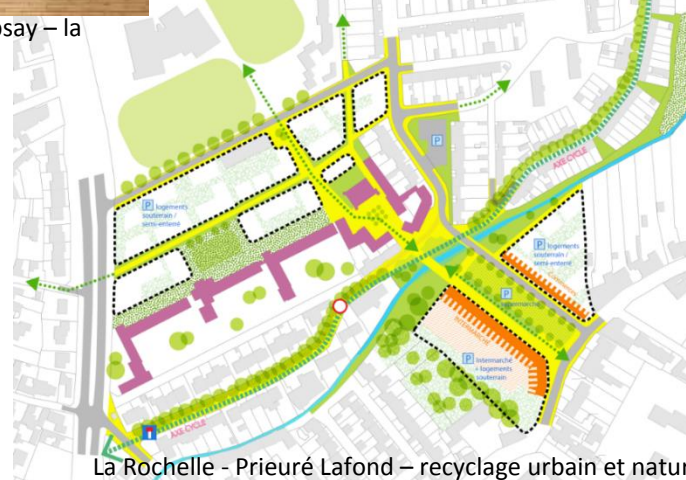 osay – la
P
P logements
souterrain /
semi-enterré
AXE-CYCLE
P logements
souterrain /
semi-enterré
P
INTERMARCHÉ
P Intermarché
+ logements
souterrain
AXE-CYCLE
La Rochelle - Prieuré Lafond – recyclage urbain et natur